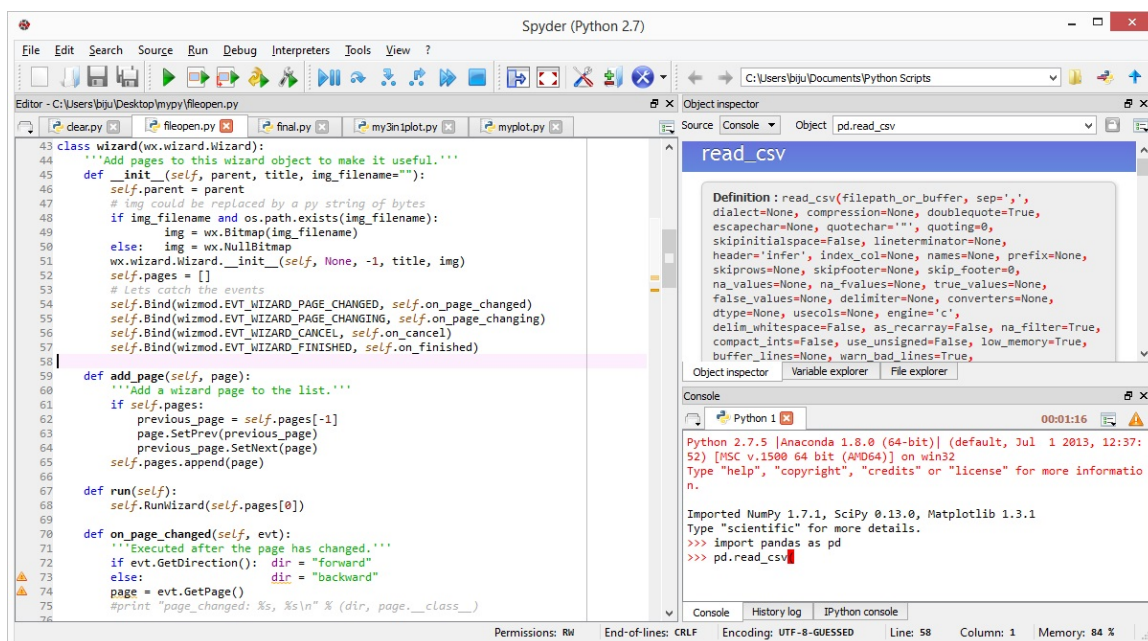 Spyder (Python 2.7)
File Edit Search Source Run Debug Interpreters Tools View ?
C:\Users\biju\Documents\Python Scripts
Editor - C:\Users\biju\Desktop\mypy\fileopen.py
clear.py fileopen.py final.py my3in1plot.py myplot.py
43 class wizard(wx.wizard.Wizard):
44 '''Add pages to this wizard object to make it useful.'''
45 def __init__(self, parent, title, img_filename=""):
46 self.parent = parent
47 # img could be replaced by a py string of bytes
48 if img_filename and os.path.exists(img_filename):
49 img = wx.Bitmap(img_filename)
50 else: img = wx.NullBitmap
51 wx.wizard.Wizard.__init__(self, None, -1, title, img)
52 self.pages = []
53 # Lets catch the events
54 self.Bind(wizmod.EVT_WIZARD_PAGE_CHANGED, self.on_page_changed)
55 self.Bind(wizmod.EVT_WIZARD_PAGE_CHANGING, self.on_page_changing)
56 self.Bind(wizmod.EVT_WIZARD_CANCEL, self.on_cancel)
57 self.Bind(wizmod.EVT_WIZARD_FINISHED, self.on_finished)
58
59 def add_page(self, page):
60 '''Add a wizard page to the list.'''
61 if self.pages:
62 previous_page = self.pages[-1]
63 page.SetPrev(previous_page)
64 previous_page.SetNext(page)
65 self.pages.append(page)
66
67 def run(self):
68 self.RunWizard(self.pages[0])
69
70 def on_page_changed(self, evt):
71 '''Executed after the page has changed.'''
72 if evt.GetDirection(): dir = "forward"
73 else: dir = "backward"
74 page = evt.GetPage()
75 #print "page_changed: %s, %s\n" % (dir, page.__class__)
76
Object inspector
Source Console Object pd.read_csv
read_csv
Definition : read_csv(filepath_or_buffer, sep=',',
dialect=None, compression=None, doublequote=True,
escapechar=None, quotechar='"', quoting=0,
skipinitialspace=False, lineterminator=None,
header='infer', index_col=None, names=None, prefix=None,
skiprows=None, skipfooter=None, skip_footer=0,
na_values=None, na_fvalues=None, true_values=None,
false_values=None, delimiter=None, converters=None,
dtype=None, usecols=None, engine='c',
delim_whitespace=False, as_recarray=False, na_filter=True,
compact_ints=False, use_unsigned=False, low_memory=True,
buffer_lines=None, warn_bad_lines=True,
Object inspector Variable explorer File explorer
Console
Python 1 00:01:16
Python 2.7.5 |Anaconda 1.8.0 (64-bit)| (default, Jul 1 2013, 12:37:
52) [MSC v.1500 64 bit (AMD64)] on win32
Type "help", "copyright", "credits" or "license" for more informatio
n.
Imported NumPy 1.7.1, SciPy 0.13.0, Matplotlib 1.3.1
Type "scientific" for more details.
>>> import pandas as pd
>>> pd.read_csv(
Console History log IPython console
Permissions: RW End-of-lines: CRLF Encoding: UTF-8-GUESSED Line: 58 Column: 1 Memory: 84 %